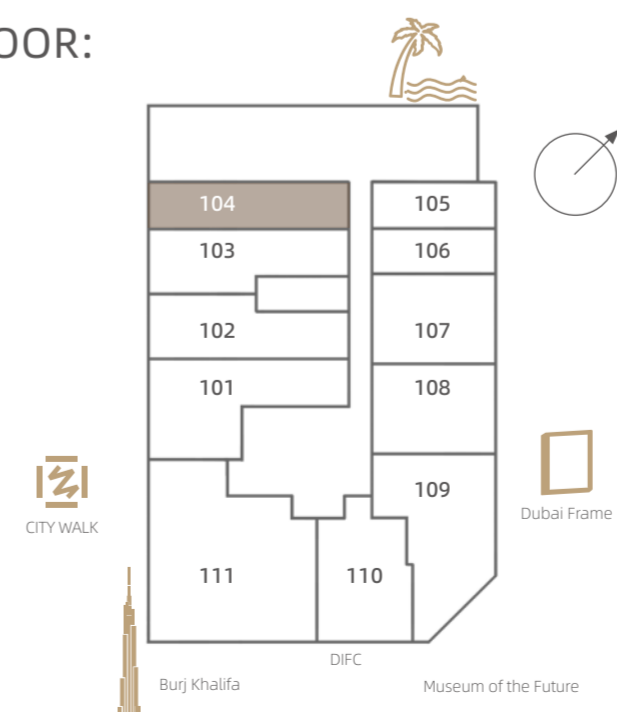 OOR:
104
105
103
106
102
107
101
108
109
CITY WALK
Dubai Frame
111
110
DIFC
Burj Khalifa
Museum of the Future